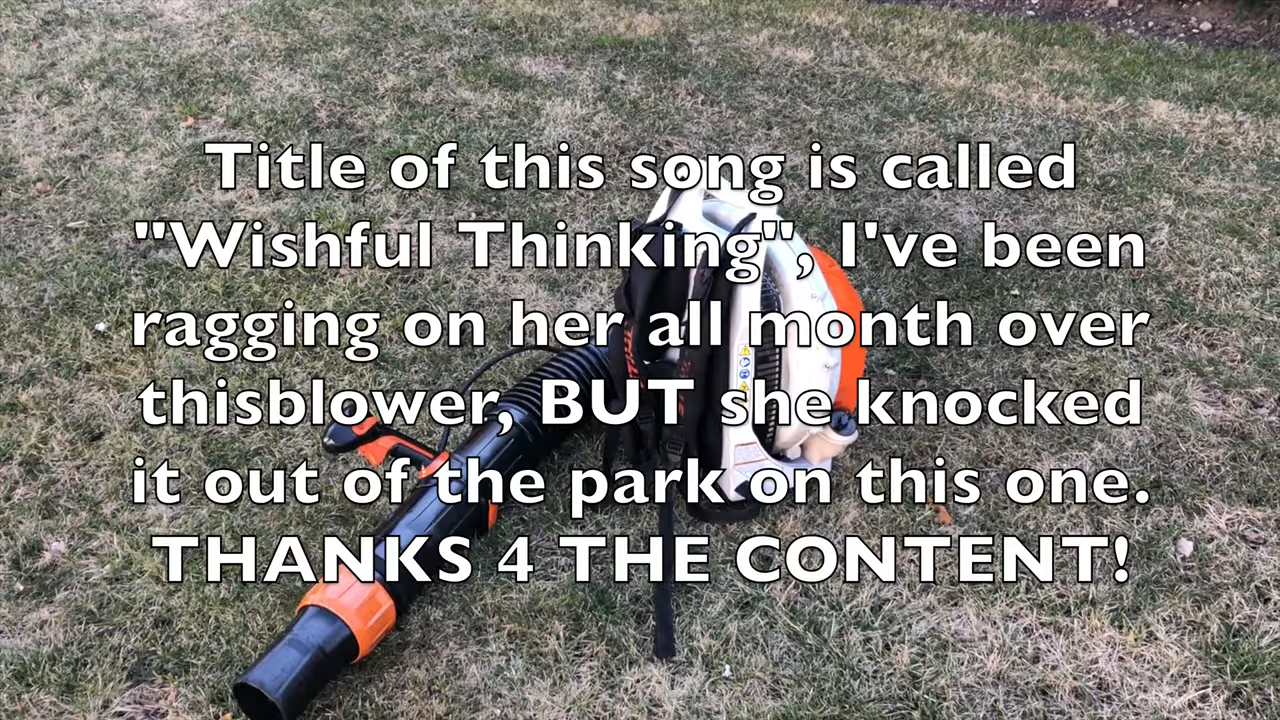 Title of this song is called
"Wishful Thinking", I've been
ragging on her all month over
thisblower, BUT she knocked
it out of the park on this one.
THANKS 4 THE CONTENT!